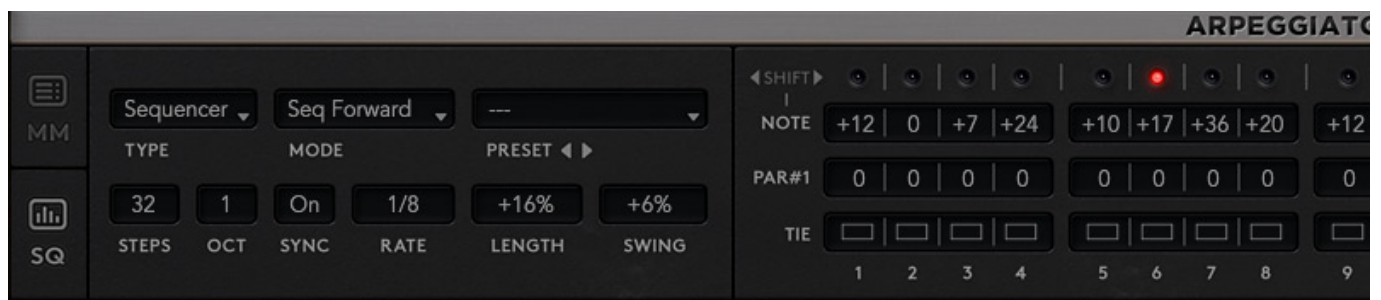 ARPEGGIATO
◀SHIFT▶
MM
Sequencer Seq Forward ---
TYPE MODE PRESET ◀ ▶
NOTE +12 0 +7 +24 +10 +17 +36 +20 +12
PAR#1 0 0 0 0 0 0 0 0 0
32 1 On 1/8 +16% +6%
STEPS OCT SYNC RATE LENGTH SWING
TIE
SQ
1 2 3 4 5 6 7 8 9